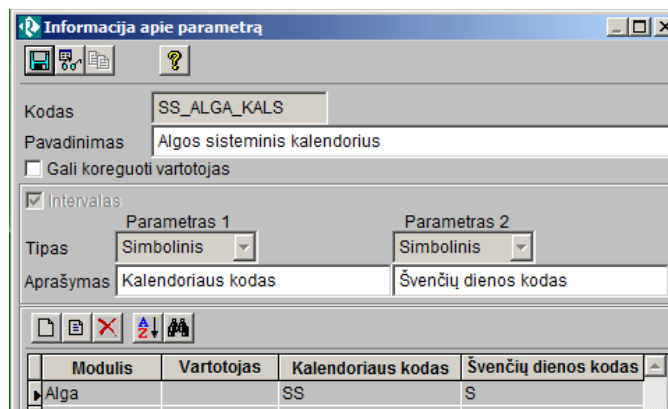 Informacija apie parametrą
Kodas SS_ALGA_KALS
Pavadinimas Algos sisteminis kalendorius
Gali koreguoti vartotojas
Intervalas
Parametras 1 Parametras 2
Tipas Simbolinis Simbolinis
Aprašymas Kalendoriaus kodas Švenčių dienos kodas
Modulis Vartotojas Kalendoriaus kodas Švenčių dienos kodas
Alga SS S